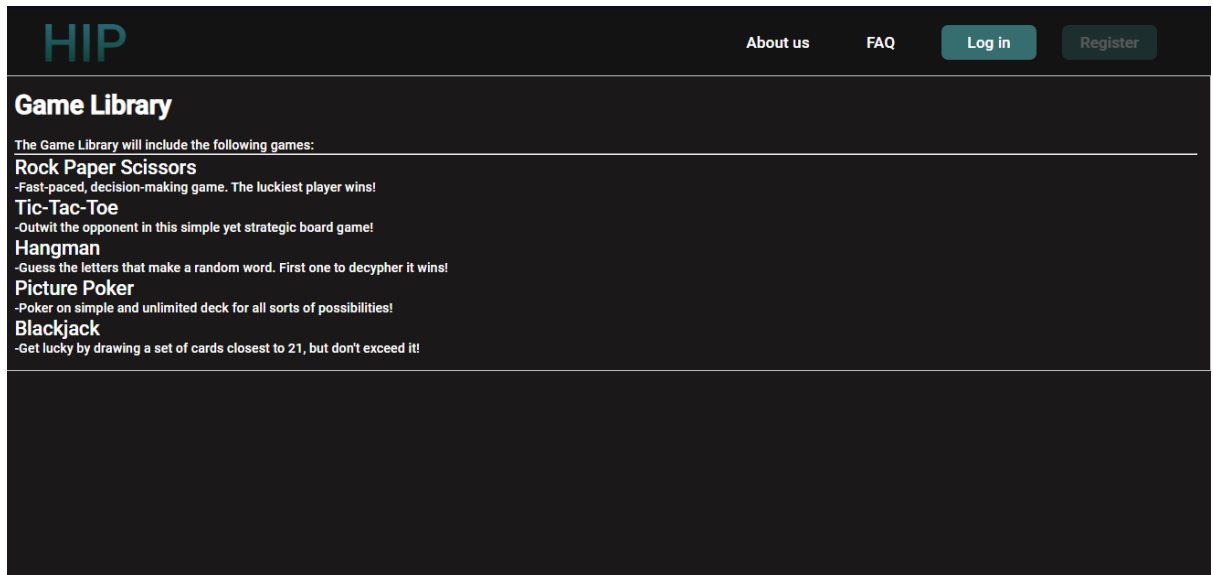 HIP
About us
FAQ
Log in
Register
Game Library
The Game Library will include the following games:
Rock Paper Scissors
-Fast-paced, decision-making game. The luckiest player wins!
Tic-Tac-Toe
-Outwit the opponent in this simple yet strategic board game!
Hangman
-Guess the letters that make a random word. First one to decypher it wins!
Picture Poker
-Poker on simple and unlimited deck for all sorts of possibilities!
Blackjack
-Get lucky by drawing a set of cards closest to 21, but don't exceed it!